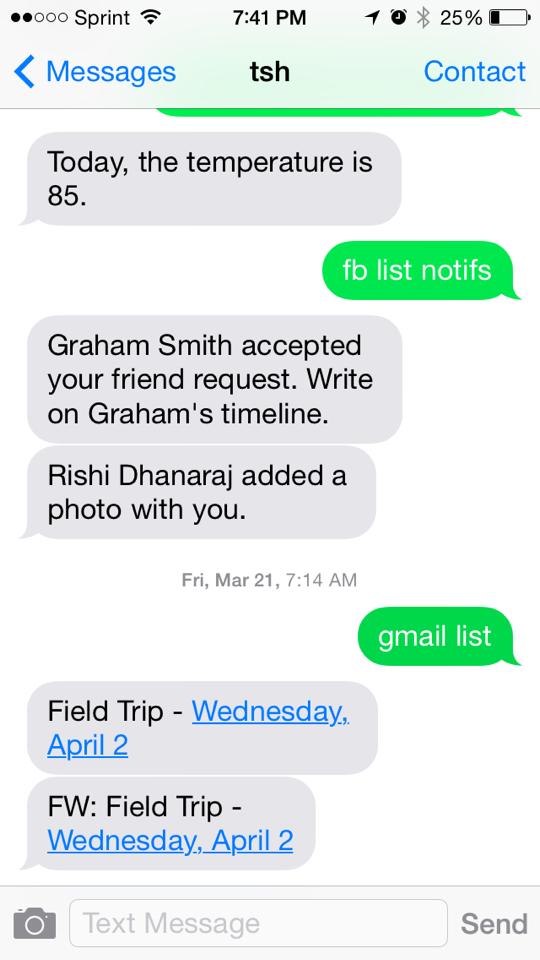 Sprint 7:41 PM 25%
Messages tsh Contact
Today, the temperature is
85.
fb list notifs
Graham Smith accepted
your friend request. Write
on Graham's timeline.
Rishi Dhanaraj added a
photo with you.
Fri, Mar 21, 7:14 AM
gmail list
Field Trip - Wednesday,
April 2
FW: Field Trip -
Wednesday, April 2
Text Message Send